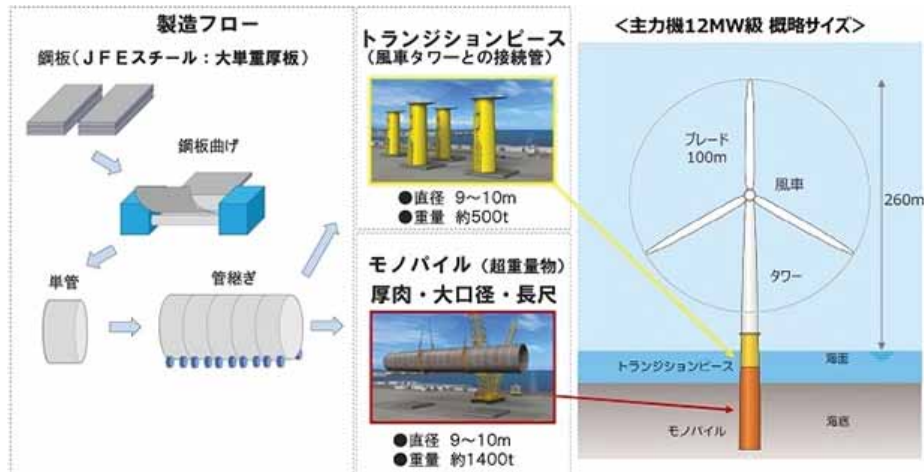 製造フロー
鋼板(JFEスチール:大単重厚板)
鋼板曲げ
単管
管継ぎ
トランジションピース
(風車タワーとの接続管)
●直径 9～10m
●重量 約500t
モノパイル(超重量物)
厚肉・大口径・長尺
●直径 9～10m
●重量 約1400t
<主力機12MW級 概略サイズ>
ブレード
100m
風車
260m
タワー
トランジションピース
海面
海底
モノパイル